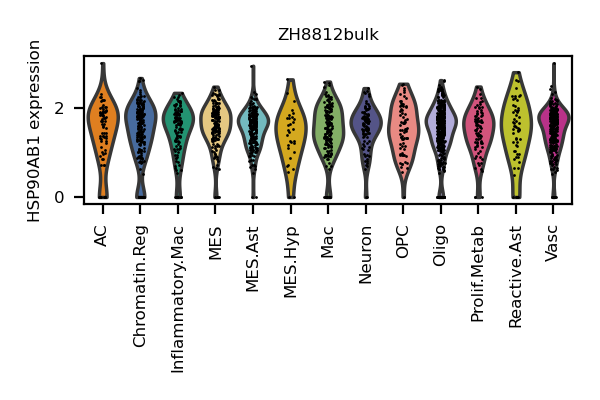 ZH8812bulk
HSP90AB1 expression
2
0
AC
Chromatin.Reg
Inflammatory.Mac
MES
MES.Ast
MES.Hyp
Mac
Neuron
OPC
Oligo
Prolif.Metab
Reactive.Ast
Vasc